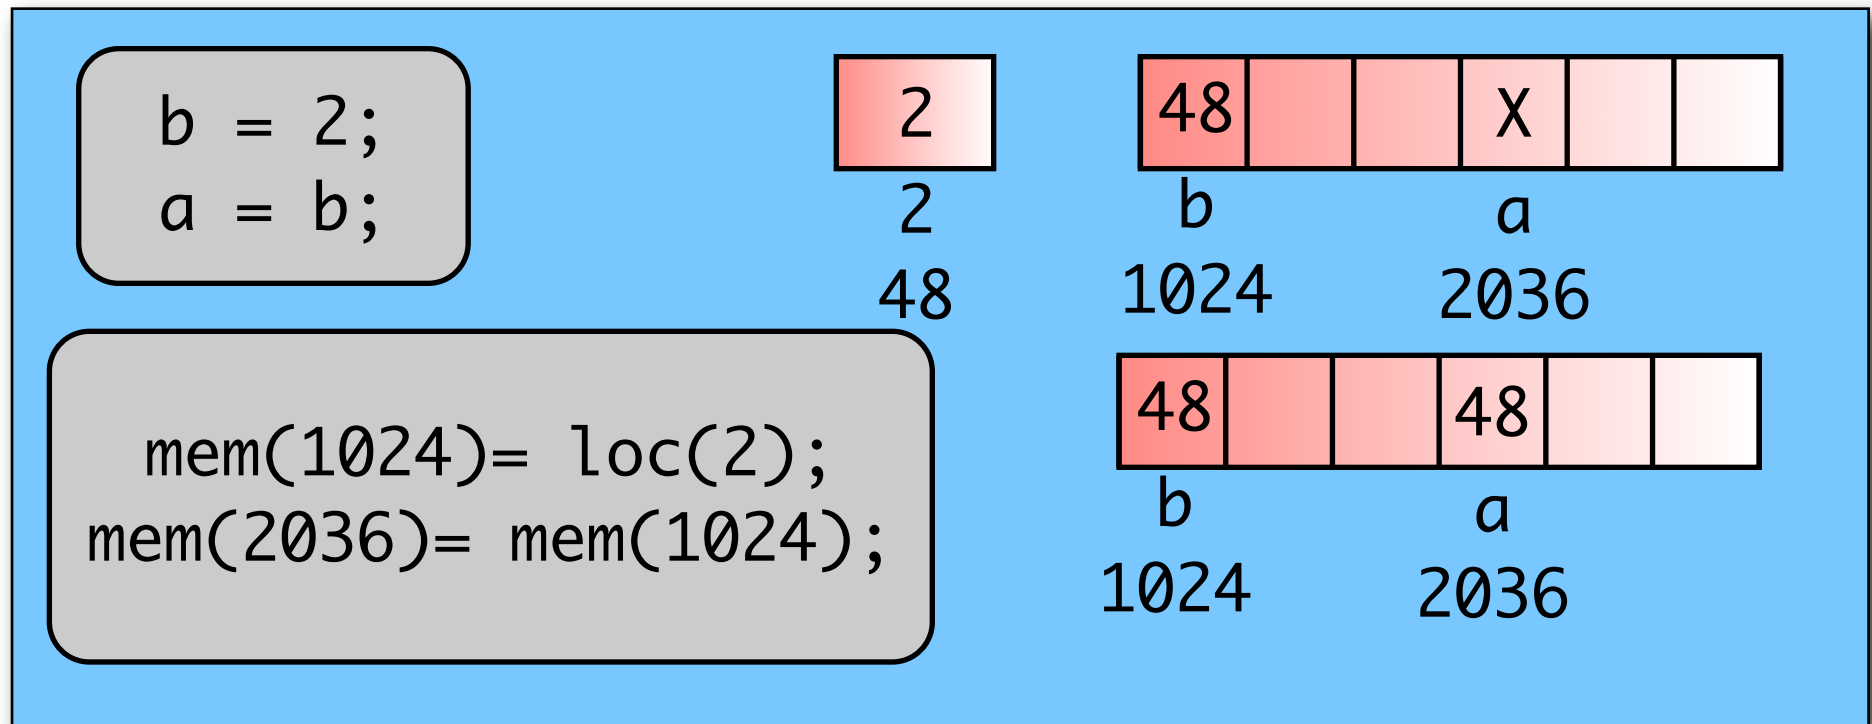 b = 2;
a = b;
2
2
48
48 X
b a
1024 2036
mem(1024)= loc(2);
mem(2036)= mem(1024);
48 48
b a
1024 2036